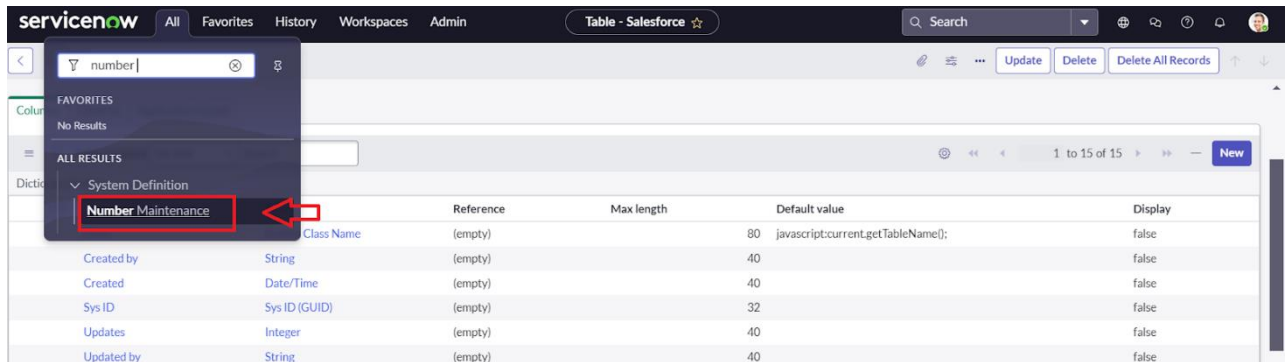 servicenow All Favorites History Workspaces Admin Table - Salesforce Search
number
Update Delete Delete All Records
FAVORITES
No Results
ALL RESULTS
1 to 15 of 15 New
System Definition
Number Maintenance
Reference Max length Default value Display
Class Name (empty) 80 javascript:current.getTableName(); false
Created by String (empty) 40 false
Created Date/Time (empty) 40 false
Sys ID Sys ID (GUID) (empty) 32 false
Updates Integer (empty) 40 false
Updated by String (empty) 40 false